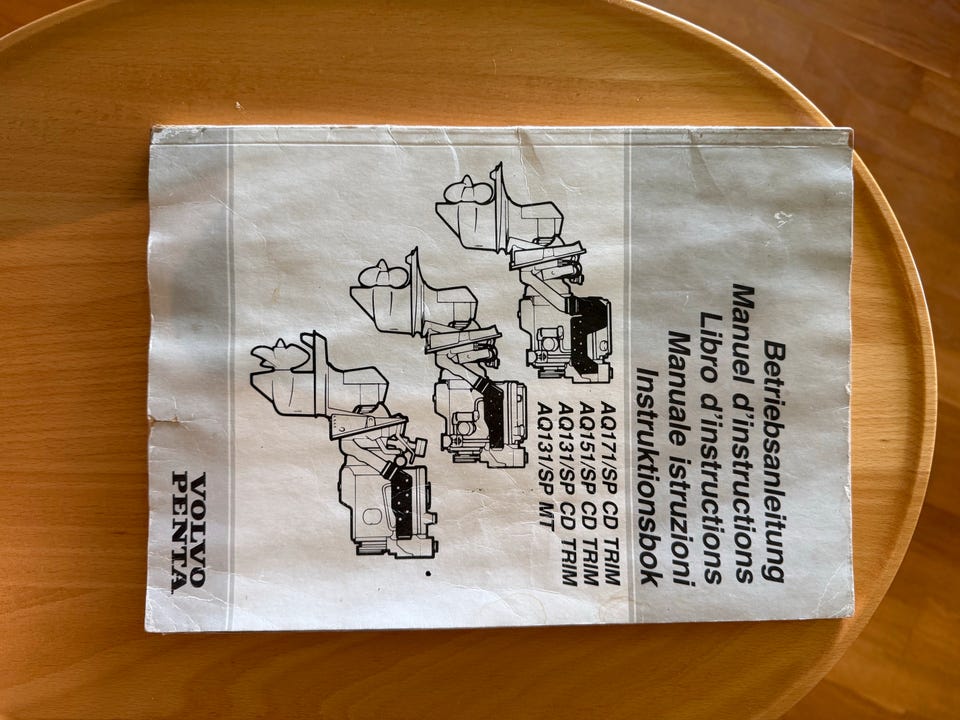 Betriebsanleitung
Manuel d'instructions
Libro d'instructions
Manuale istruzioni
Instruktionsbok
AQ171/SP CD TRIM
AQ151/SP CD TRIM
AQ131/SP CD TRIM
AQ131/SP MT
VOLVO
PENTA